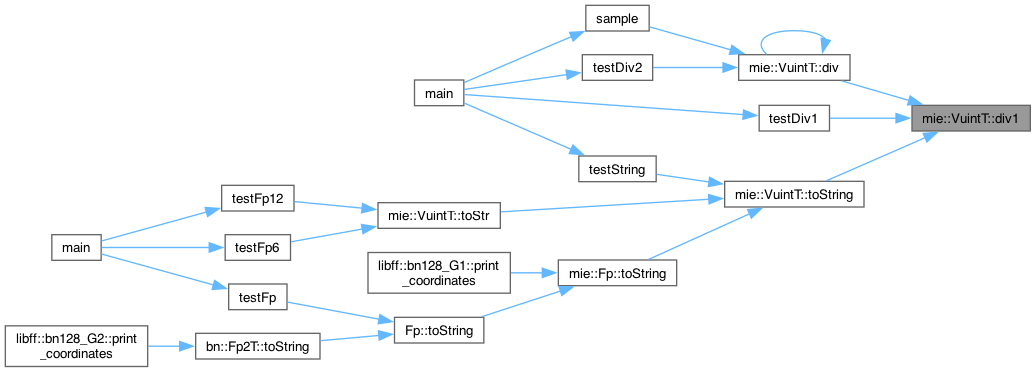 sample
mie::VuintT::div
testDiv2
main
testDiv1
mie::VuintT::div1
testString
mie::VuintT::toString
testFp12
mie::VuintT::toStr
main
testFp6
libff::bn128_G1::print
_coordinates
mie::Fp::toString
testFp
Fp::toString
libff::bn128_G2::print
_coordinates
bn::Fp2T::toString